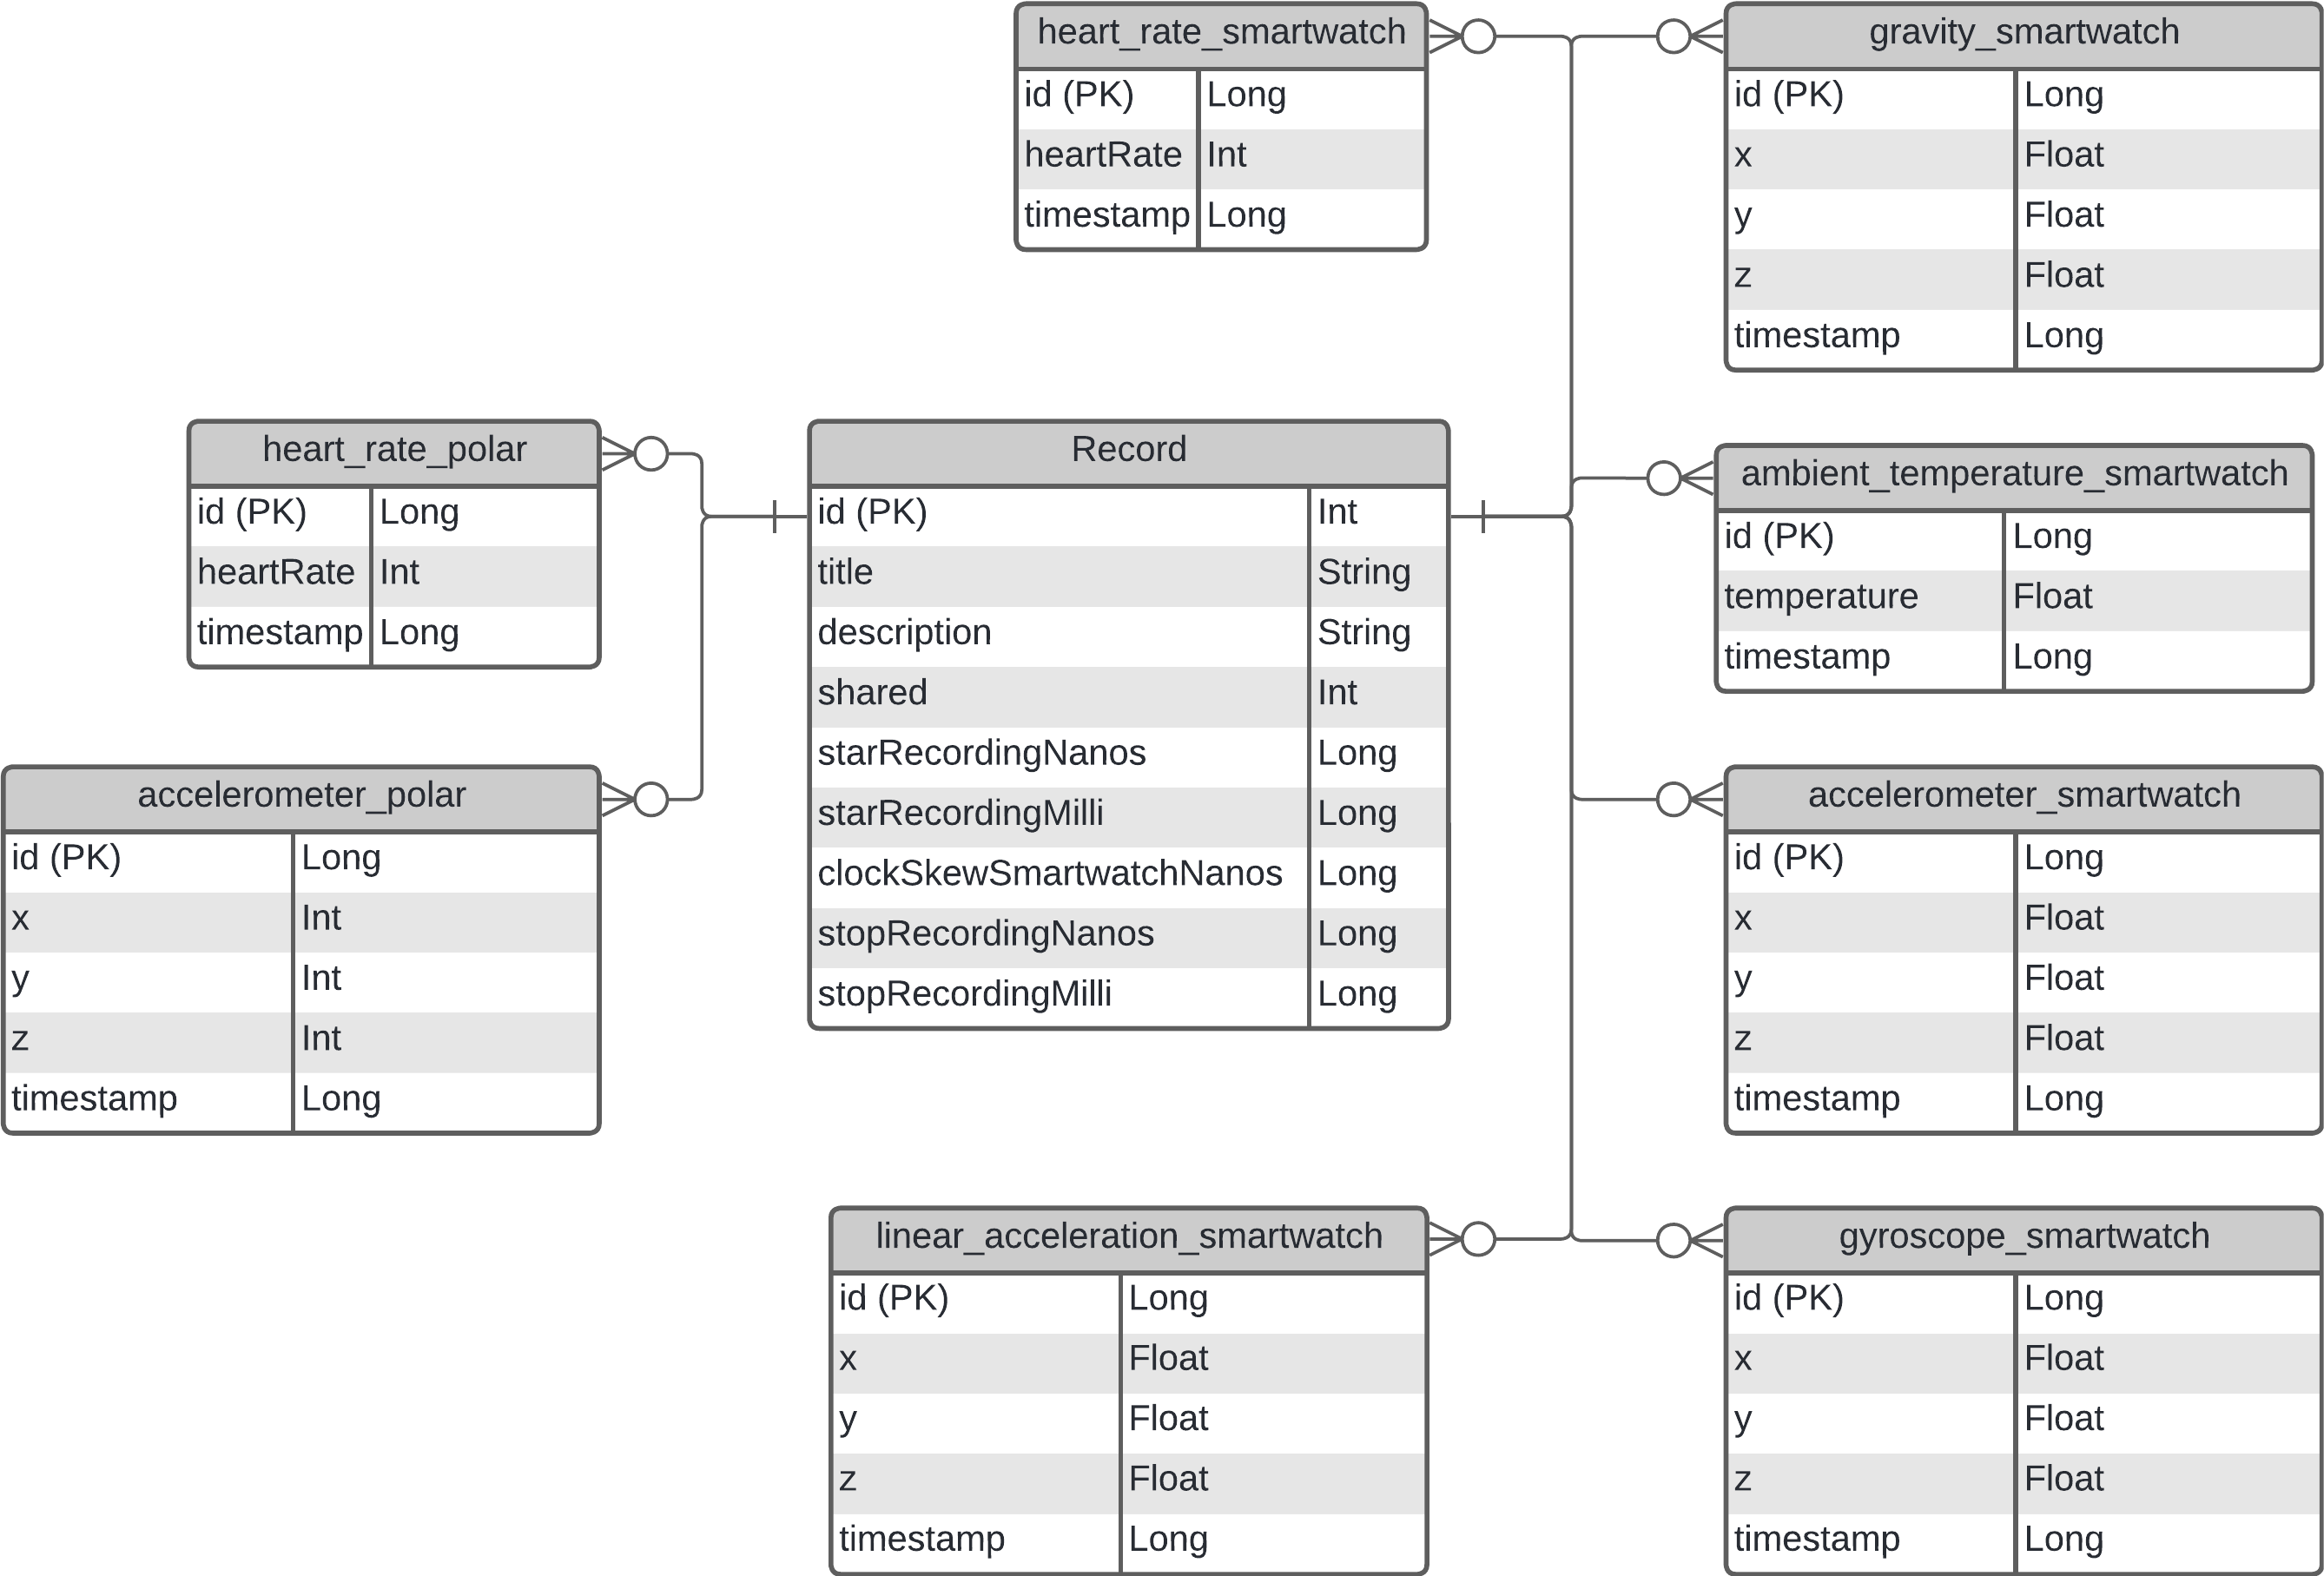 heart_rate_smartwatch
id (PK) Long
heartRate Int
timestamp Long
gravity_smartwatch
id (PK) Long
x Float
y Float
z Float
timestamp Long
heart_rate_polar
id (PK) Long
heartRate Int
timestamp Long
Record
id (PK) Int
title String
description String
shared Int
starRecordingNanos Long
starRecordingMilli Long
clockSkewSmartwatchNanos Long
stopRecordingNanos Long
stopRecordingMilli Long
ambient_temperature_smartwatch
id (PK) Long
temperature Float
timestamp Long
accelerometer_polar
id (PK) Long
x Int
y Int
z Int
timestamp Long
accelerometer_smartwatch
id (PK) Long
x Float
y Float
z Float
timestamp Long
linear_acceleration_smartwatch
id (PK) Long
x Float
y Float
z Float
timestamp Long
gyroscope_smartwatch
id (PK) Long
x Float
y Float
z Float
timestamp Long